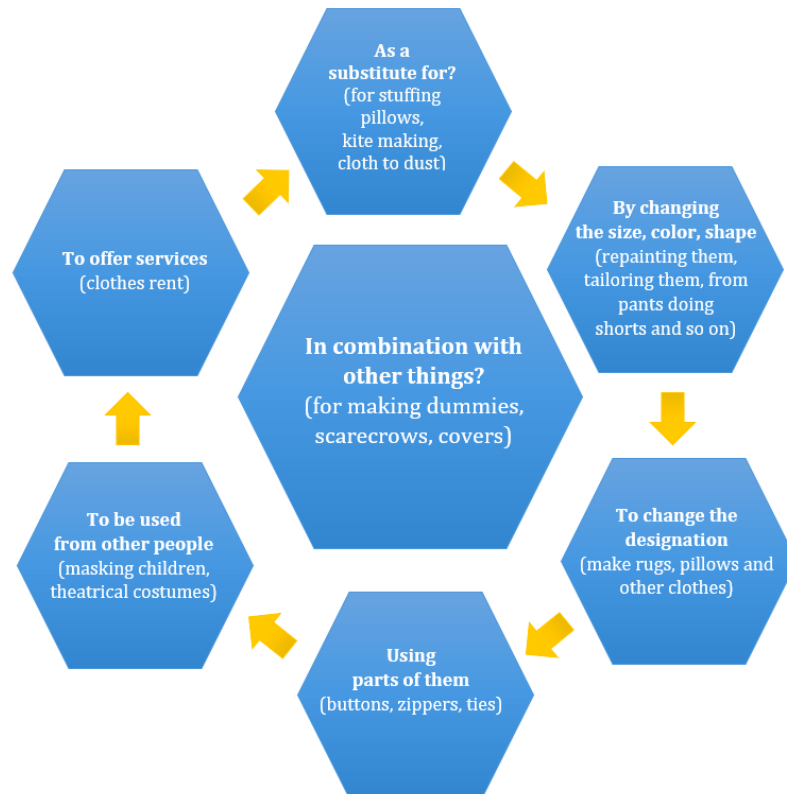 As a
substitute for?
(for stuffing
pillows,
kite making,
cloth to dust)
By changing
the size, color, shape
(repainting them,
tailoring them, from
pants doing
shorts and so on)
To change the
designation
(make rugs, pillows and
other clothes)
Using
parts of them
(buttons, zippers, ties)
To be used
from other people
(masking children,
theatrical costumes)
To offer services
(clothes rent)
In combination with
other things?
(for making dummies,
scarecrows, covers)